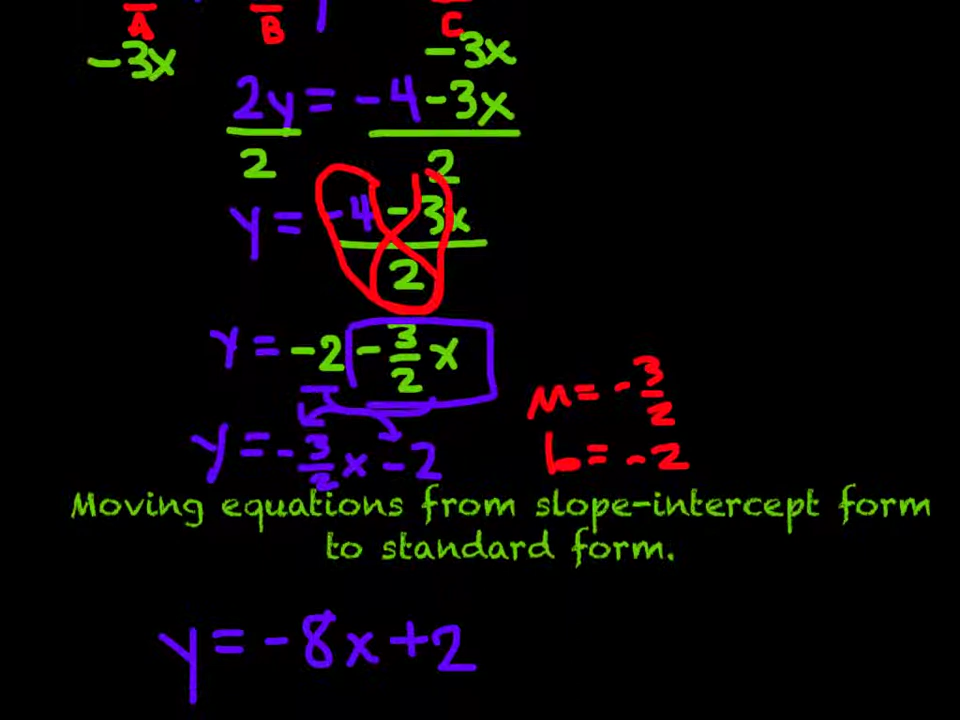 A B C
-3x -3x
2y = -4 -3x
2 2
y = -4 - 3x
2
y = -2 - 3/2 x
m = - 3/2
y = - 3/2 x - 2
b = -2
Moving equations from slope-intercept form
to standard form.
y = -8x + 2